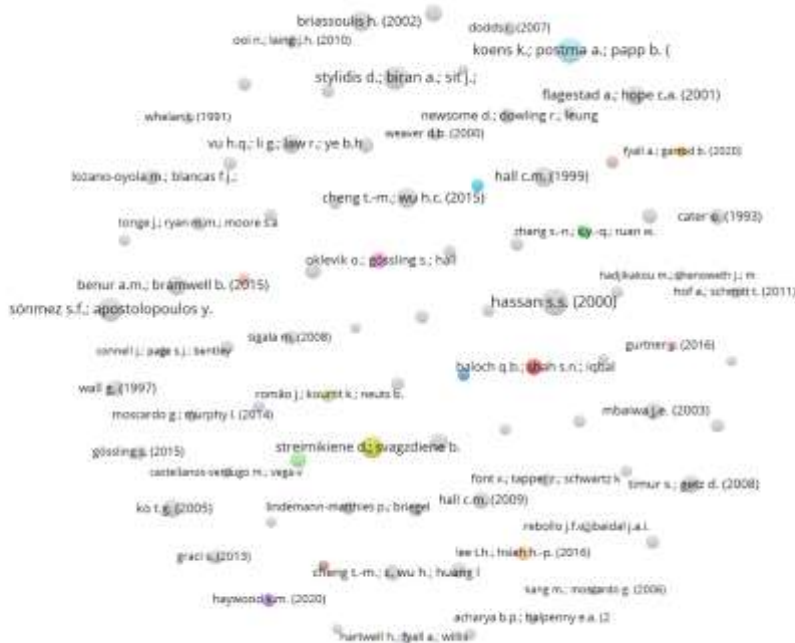 briassoulis h. (2002)
dodds r. (2007)
ooi n.; laing j.h. (2010)
koens k.; postma a.; papp b. (
stylidis d.; biran a.; sit j.;
flagestad a.; hope c.a. (2001)
whelan t. (1991)
newsome d.; dowling r.; leung
weaver d.b. (2000)
vu h.q.; li g.; law r.; ye b.h.
fyall a.; garrod b. (2020)
lozano-oyola m.; blancas f.j.;
hall c.m. (1999)
cheng t.-m.; wu h.c. (2015)
tonge j.; ryan m.m.; moore s.a
cater e. (1993)
zhang s.-n.; ruan w.
oklevik o.; gössling s.; hall
benur a.m.; bramwell b. (2015)
hadjikakou m.; chenoweth j.; m
hof a.; schmitt t. (2011)
hassan s.s. (2000)
sönmez s.f.; apostolopoulos y.
sigala m. (2008)
connell j.; page s.j.; bentley
gurtner y. (2016)
baloch q.b.; shah s.n.; iqbal
wall g. (1997)
romão j.; kourtit k.; neuts b.
moscardo g.; murphy l. (2014)
mbaiwa j.e. (2003)
streimikiene d.; svagzdiene b.
gössling s. (2015)
castellanos-verdugo m.; vega-v
font x.; tapper r.; schwartz k
timur s.; getz d. (2008)
hall c.m. (2009)
ko t.g. (2005)
lindemann-matthies p.; briegel
rebollo j.f.v.; baidal j.a.i.
graci s. (2013)
lee t.h.; hsieh h.-p. (2016)
cheng t.-m.; c. wu h.; huang l
kang m.; moscardo g. (2006)
haywood k.m. (2020)
acharya b.p.; halpenny e.a. (2
hartwell h.; fyall a.; willis